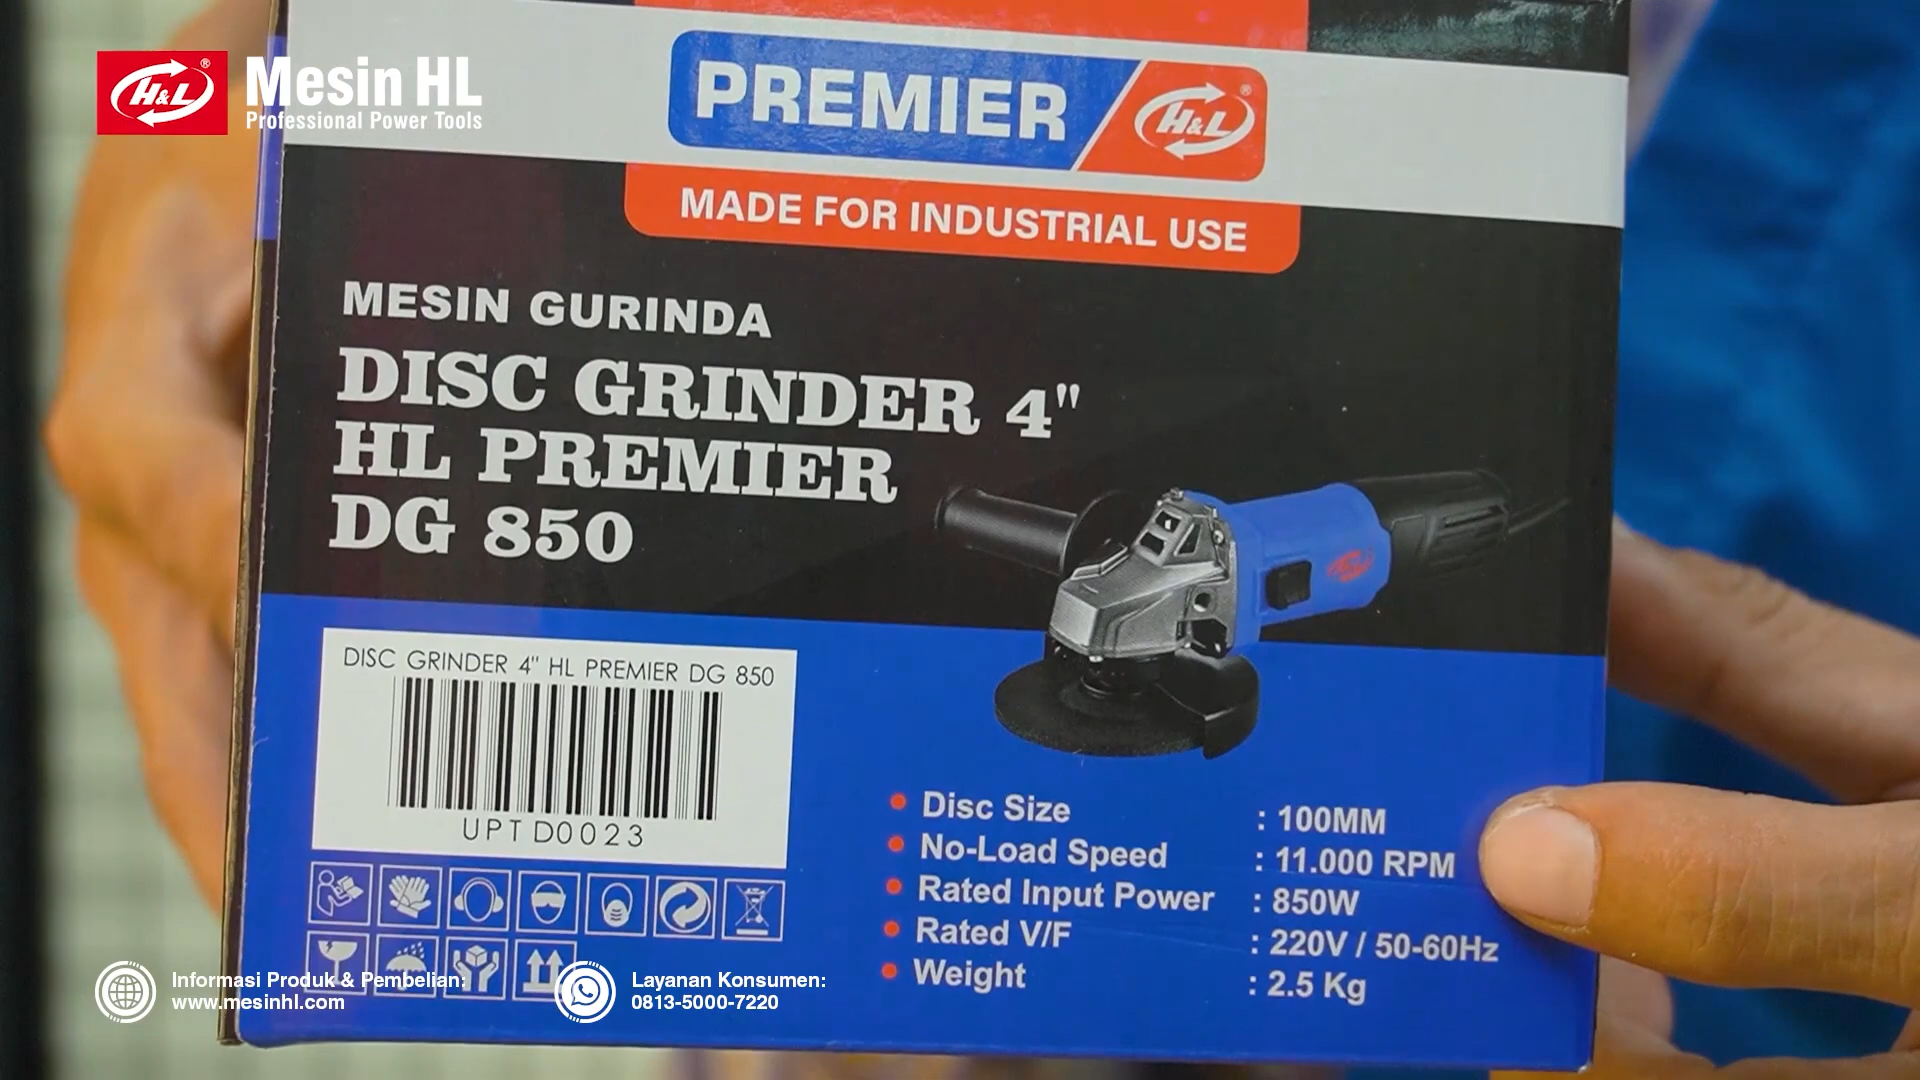 H&L ®
Mesin HL
Professional Power Tools
PREMIER
H&L ®
MADE FOR INDUSTRIAL USE
MESIN GURINDA
DISC GRINDER 4"
HL PREMIER
DG 850
H&L
DISC GRINDER 4" HL PREMIER DG 850
UPTD0023
• Disc Size : 100MM
• No-Load Speed : 11.000 RPM
• Rated Input Power : 850W
• Rated V/F : 220V / 50-60Hz
• Weight : 2.5 Kg
Informasi Produk & Pembelian:
www.mesinhl.com
Layanan Konsumen:
0813-5000-7220